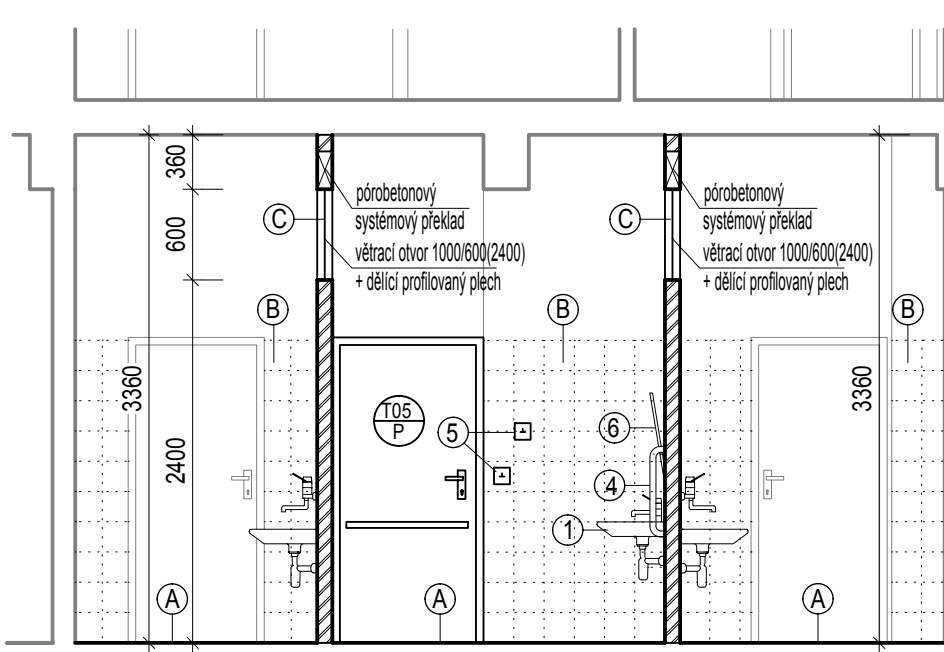 360
600
2400
3360
C
pórobetonový
systémový překlad
větrací otvor 1000/600(2400)
+ dělící profilovaný plech
C
pórobetonový
systémový překlad
větrací otvor 1000/600(2400)
+ dělící profilovaný plech
B
B
B
3360
T05
P
5
6
4
1
A
A
A